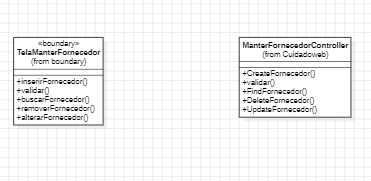 «boundary»
TelaManterFornecedor
(from boundary)
+inserirFornecedor()
+validar()
+buscarFornecedor()
+removerFornecedor()
+alterarFornecedor()
ManterFornecedorController
(from Cuidadoweb)
+CreateFornecedor()
+validar()
+FindFornecedor()
+DeleteFornecedor()
+UpdateFornecedor()